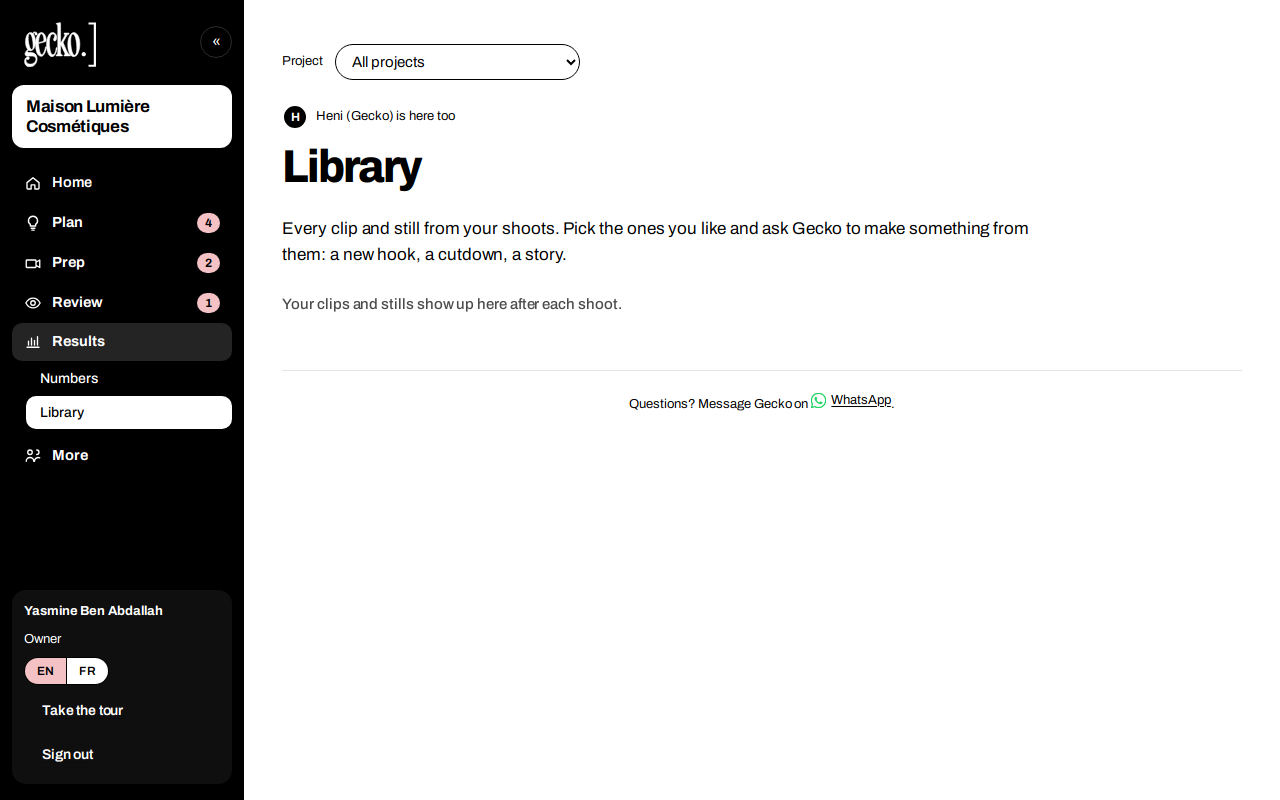 gecko.]
«
Maison Lumière
Cosmétiques
Home
Plan 4
Prep 2
Review 1
Results
Numbers
Library
More
Yasmine Ben Abdallah
Owner
EN FR
Take the tour
Sign out
Project All projects
H Heni (Gecko) is here too
Library
Every clip and still from your shoots. Pick the ones you like and ask Gecko to make something from
them: a new hook, a cutdown, a story.
Your clips and stills show up here after each shoot.
Questions? Message Gecko on WhatsApp.